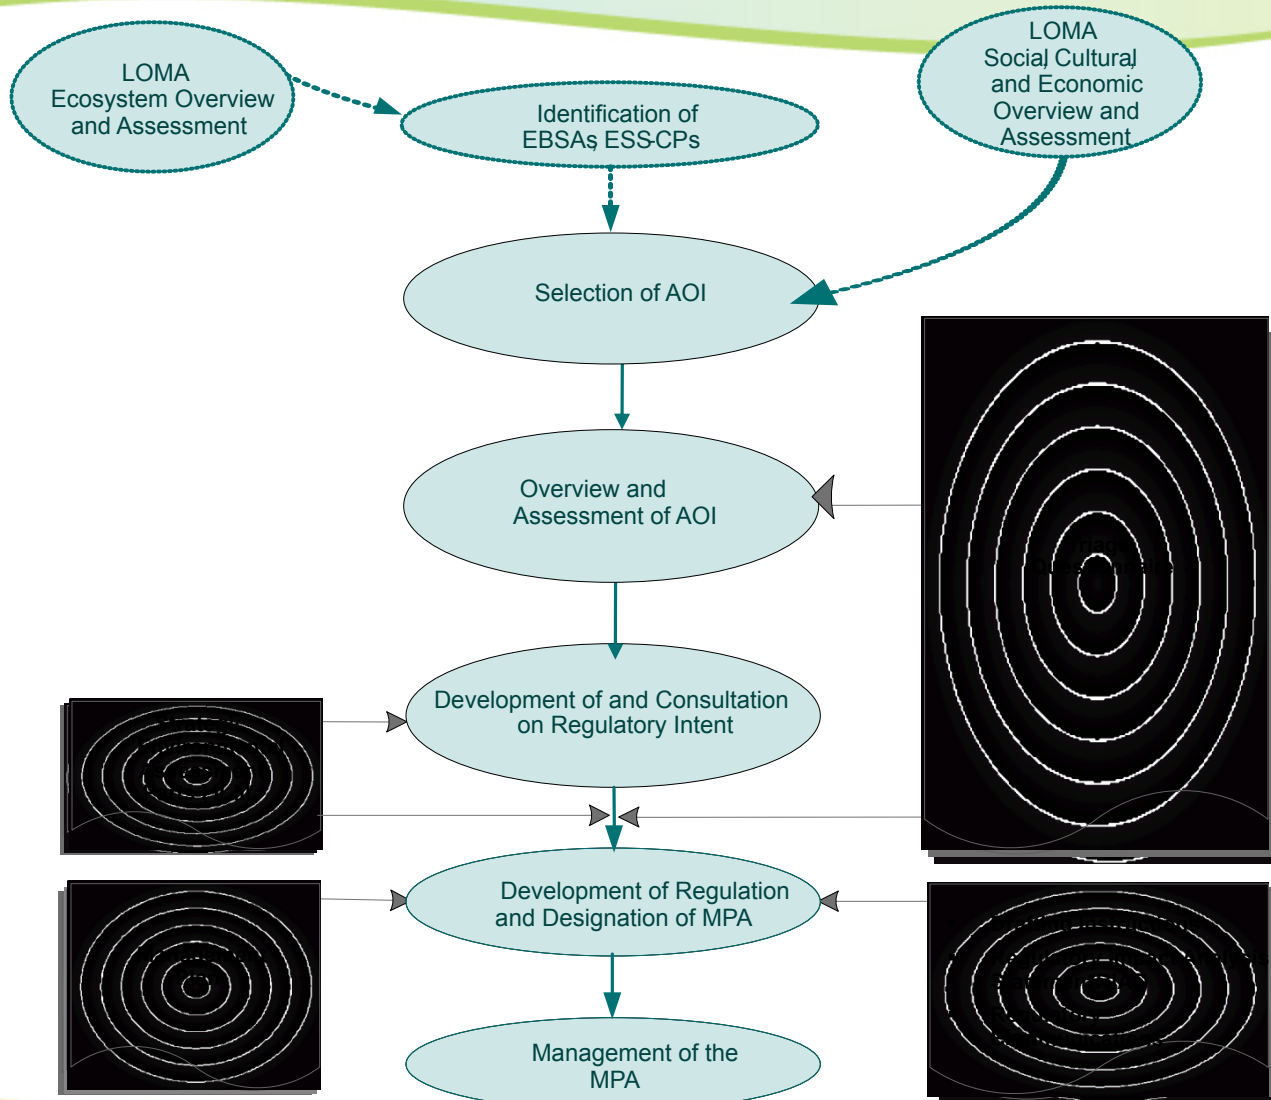 LOMA
Ecosystem Overview
and Assessment
Identification of
EBSAs, ESS-CPs
LOMA
Social, Cultural,
and Economic
Overview and
Assessment
Selection of AOI
Overview and
Assessment of AOI
Triage
Questionnaire
Development of and Consultation
on Regulatory Intent
Development of Regulation
and Designation of MPA
Management of the
MPA